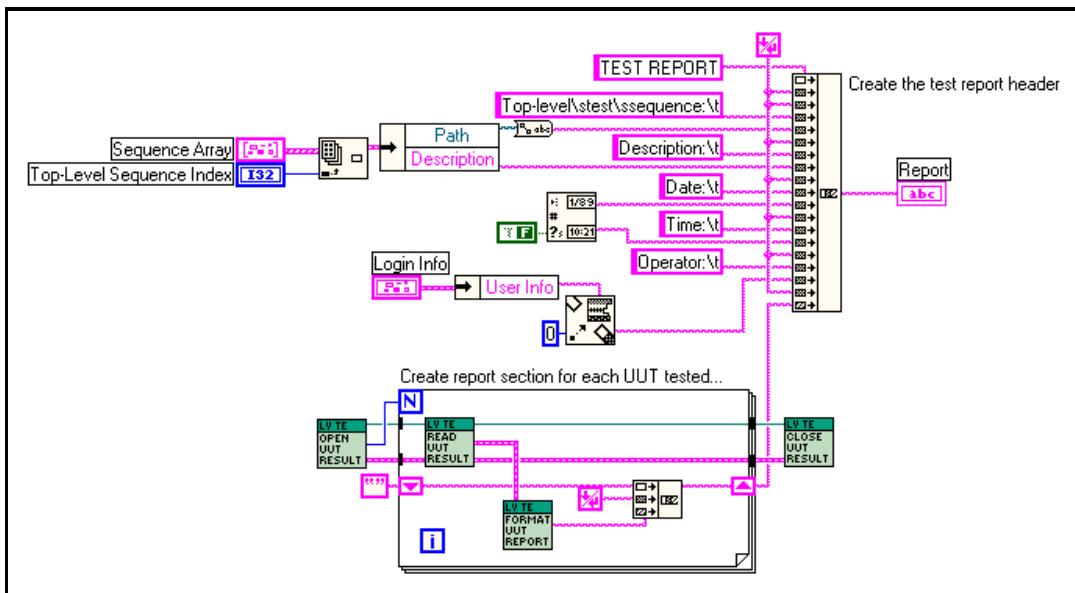 TEST REPORT
Create the test report header
Top-level\stest\ssequence:\t
Path
abc
Sequence Array
Description
Description:\t
Top-Level Sequence Index
I32
Report
abc
Date:\t
1/89
#
Time:\t
F
?
10:21
Operator:\t
Login Info
User Info
0
Create report section for each UUT tested...
N
LV TE
OPEN
UUT
RESULT
LV TE
READ
UUT
RESULT
LV TE
CLOSE
UUT
RESULT
""
LV TE
FORMAT
UUT
REPORT
i